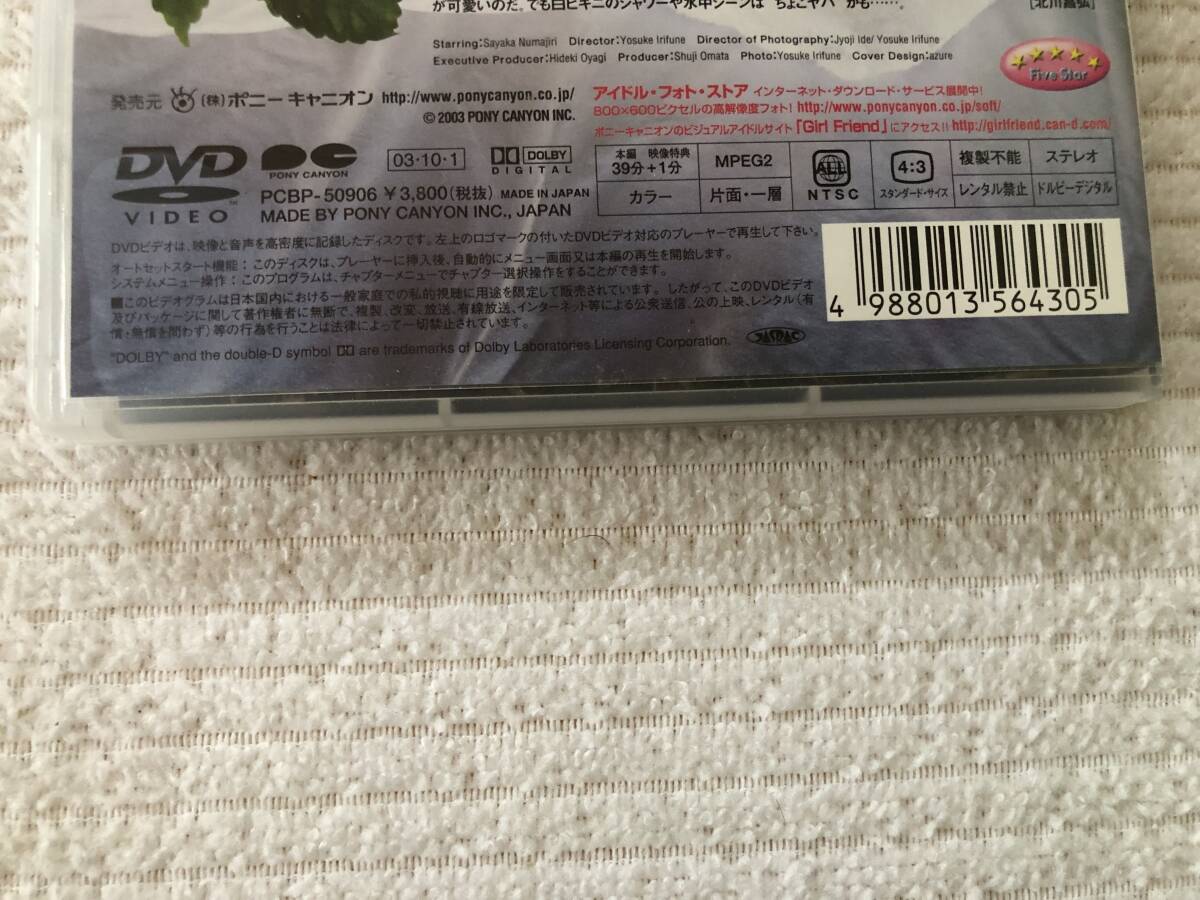 が可愛いのだ。でも白ビキニのシャワーや水中シーンは"ちょこヤバ"かも……。
[北川昌弘]
Starring:Sayaka Numajiri Director:Yosuke Irifune Director of Photography:Jyoji Ide/ Yosuke Irifune
Executive Producer:Hideki Oyagi Producer:Shuji Omata Photo:Yosuke Irifune Cover Design:azure
Five Star
発売元 (株)ポニーキャニオン http://www.ponycanyon.co.jp/
© 2003 PONY CANYON INC.
アイドル・フォト・ストア インターネット・ダウンロード・サービス展開中!
800×600ピクセルの高解像度フォト! http://www.ponycanyon.co.jp/soft/
ポニーキャニオンのビジュアルアイドルサイト「Girl Friend」にアクセス!! http://girlfriend.can-d.com/
DVD VIDEO TM
PONY CANYON
03・10・1
DOLBY DIGITAL
PCBP-50906 ¥3,800(税抜) MADE IN JAPAN
MADE BY PONY CANYON INC., JAPAN
本編 映像特典
39分+1分
MPEG2
ALL
NTSC
4:3
スタンダード・サイズ
複製不能
ステレオ
カラー
片面・一層
レンタル禁止
ドルビーデジタル
DVDビデオは、映像と音声を高密度に記録したディスクです。左上のロゴマークの付いたDVDビデオ対応のプレーヤーで再生して下さい。
オートセットスタート機能:このディスクは、プレーヤーに挿入後、自動的にメニュー画面又は本編の再生を開始します。
システムメニュー操作:このプログラムは、チャプターメニューでチャプター選択操作をすることができます。
■このビデオグラムは日本国内における一般家庭での私的視聴に用途を限定して販売されています。したがって、このDVDビデオ
及びパッケージに関して著作権者に無断で、複製、改変、放送、有線放送、インターネット等による公衆送信、公の上映、レンタル(有
償・無償を問わず)等の行為を行うことは法律によって一切禁止されています。
"DOLBY" and the double-D symbol are trademarks of Dolby Laboratories Licensing Corporation.
JASRAC
4 988013 564305